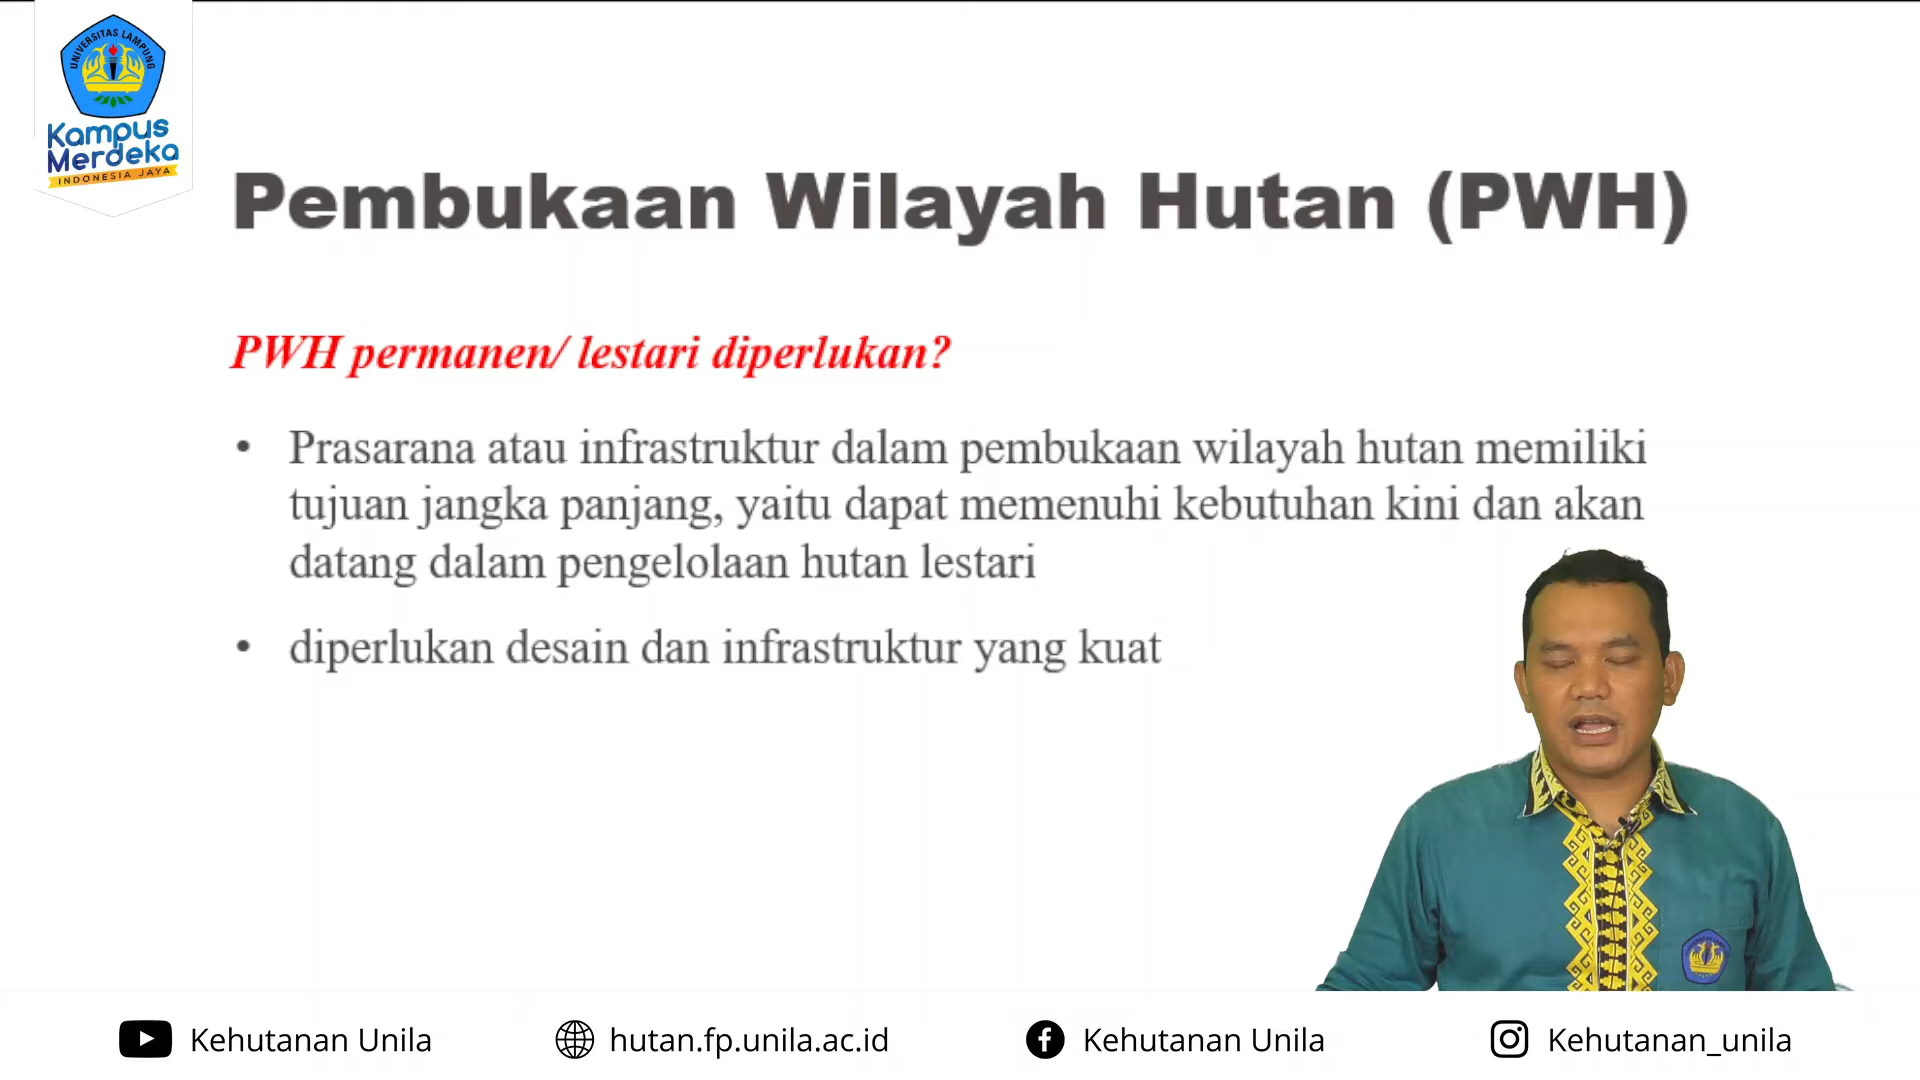 UNIVERSITAS LAMPUNG
Kampus
Merdeka
INDONESIA JAYA
Pembukaan Wilayah Hutan (PWH)
PWH permanen/ lestari diperlukan?
• Prasarana atau infrastruktur dalam pembukaan wilayah hutan memiliki
tujuan jangka panjang, yaitu dapat memenuhi kebutuhan kini dan akan
datang dalam pengelolaan hutan lestari
• diperlukan desain dan infrastruktur yang kuat
Kehutanan Unila
hutan.fp.unila.ac.id
Kehutanan Unila
Kehutanan_unila